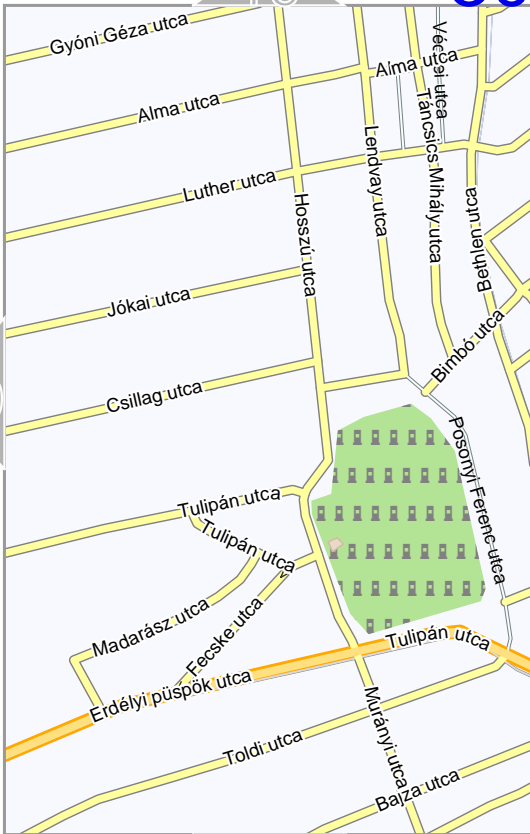 Gyóni Géza utca
Vécsei utca
Alma utca
Alma utca
Táncsics Mihály utca
Lendvay utca
Luther utca
Bethlen utca
Hosszú utca
Jókai utca
Bimbó utca
Csillag utca
Posonyi Ferenc utca
Tulipán utca
Tulipán utca
Madarász utca
Fecske utca
Tulipán utca
Erdélyi püspök utca
Murányi utca
Toldi utca
Bajza utca